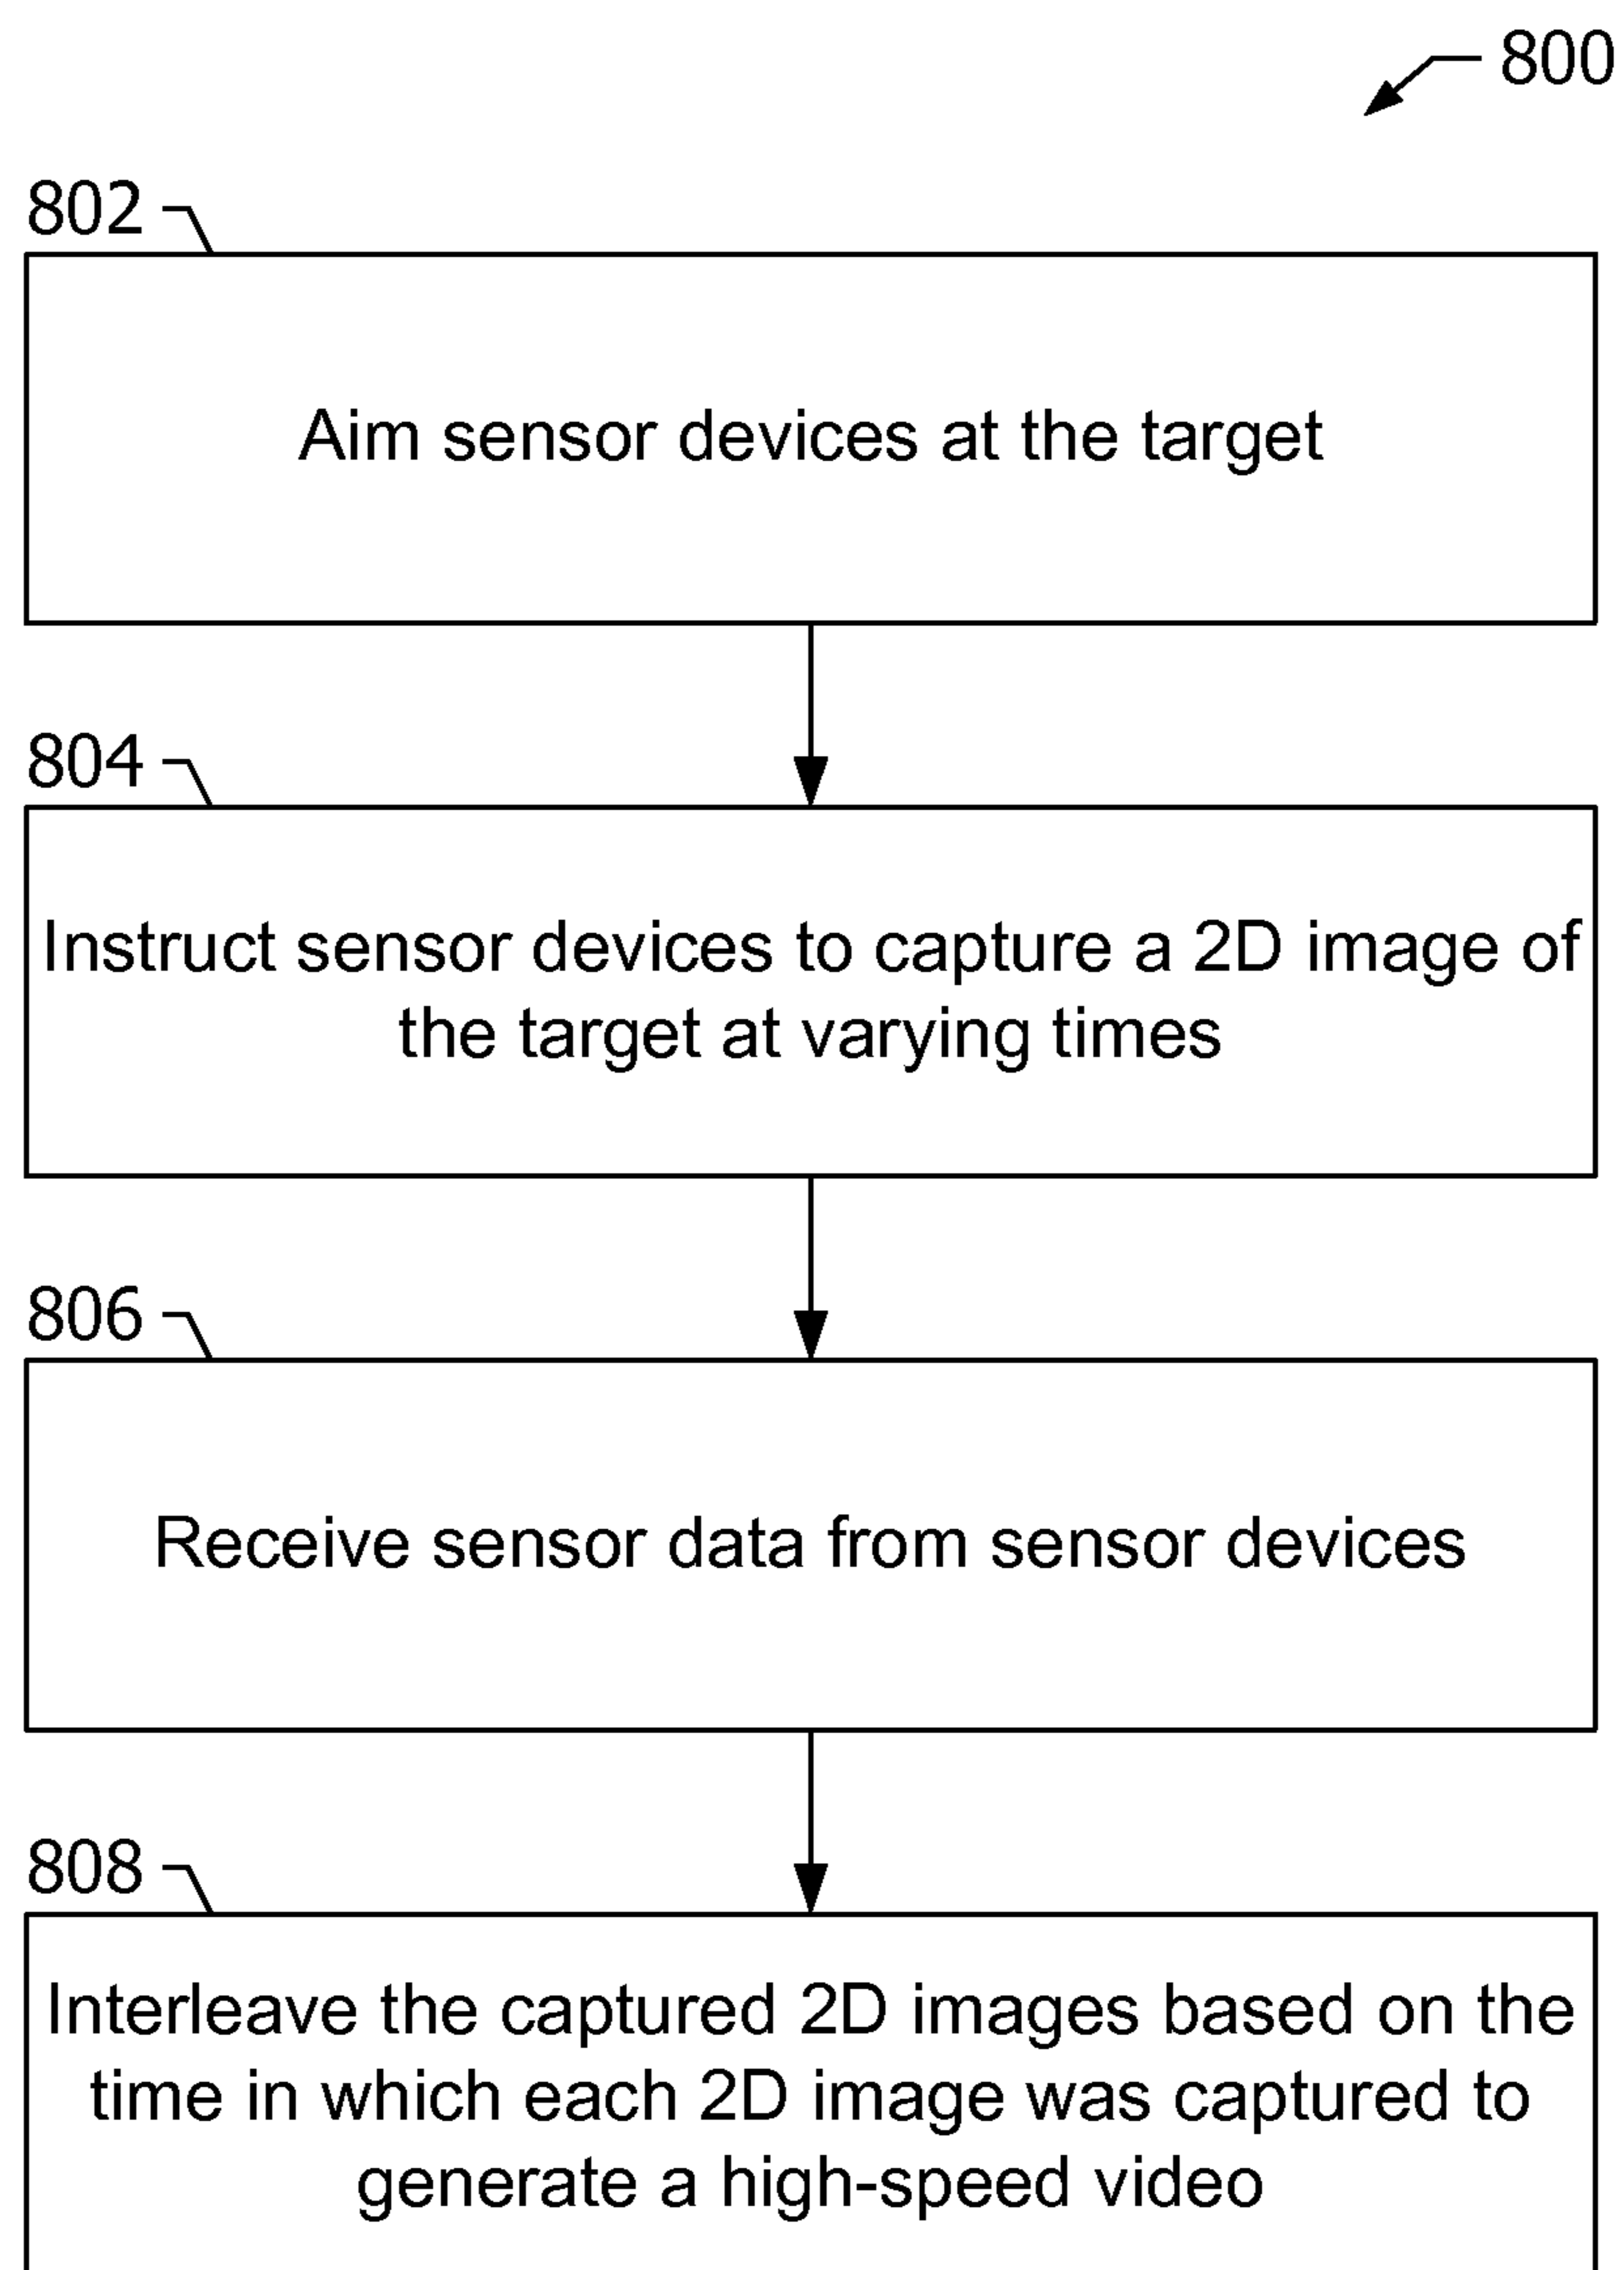 800
802
Aim sensor devices at the target
804
Instruct sensor devices to capture a 2D image of
the target at varying times
806
Receive sensor data from sensor devices
808
Interleave the captured 2D images based on the
time in which each 2D image was captured to
generate a high-speed video